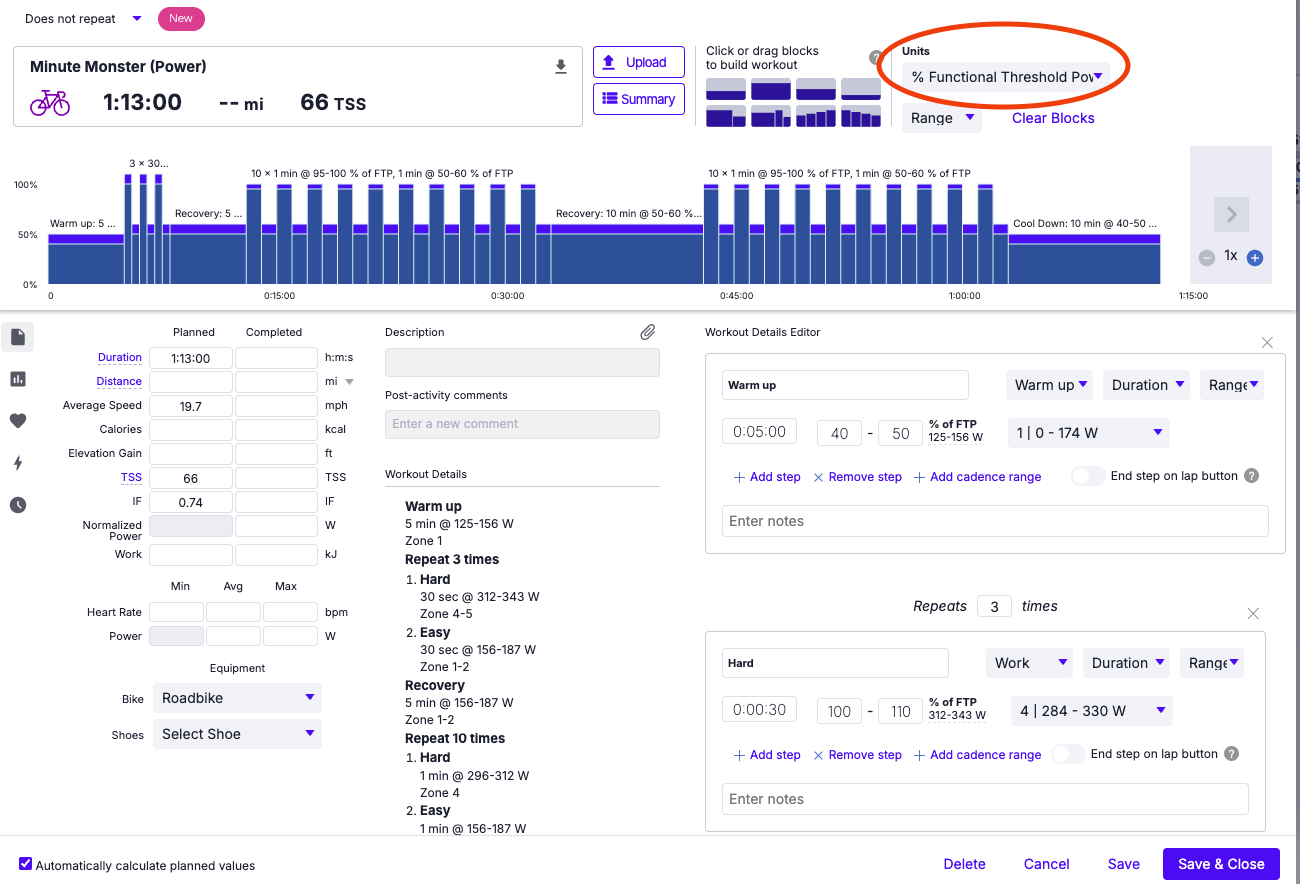 Does not repeat
New
Minute Monster (Power)
1:13:00
-- mi
66 TSS
Upload
Summary
Click or drag blocks
to build workout
?
Units
% Functional Threshold Pow
Range
Clear Blocks
100%
50%
0%
Warm up: 5 ...
3 × 30...
Recovery: 5 ...
10 × 1 min @ 95-100 % of FTP, 1 min @ 50-60 % of FTP
Recovery: 10 min @ 50-60 %...
10 × 1 min @ 95-100 % of FTP, 1 min @ 50-60 % of FTP
Cool Down: 10 min @ 40-50 ...
0
0:15:00
0:30:00
0:45:00
1:00:00
1:15:00
1x
Planned
Completed
Duration
1:13:00
h:m:s
Distance
mi
Average Speed
19.7
mph
Calories
kcal
Elevation Gain
ft
TSS
66
TSS
IF
0.74
IF
Normalized
Power
W
Work
kJ
Min
Avg
Max
Heart Rate
bpm
Power
W
Equipment
Bike
Roadbike
Shoes
Select Shoe
Description
Post-activity comments
Enter a new comment
Workout Details
Warm up
5 min @ 125-156 W
Zone 1
Repeat 3 times
1. Hard
30 sec @ 312-343 W
Zone 4-5
2. Easy
30 sec @ 156-187 W
Zone 1-2
Recovery
5 min @ 156-187 W
Zone 1-2
Repeat 10 times
1. Hard
1 min @ 296-312 W
Zone 4
2. Easy
1 min @ 156-187 W
Workout Details Editor
Warm up
Warm up
Duration
Range
0:05:00
40 - 50
% of FTP
125-156 W
1 | 0 - 174 W
Add step
Remove step
Add cadence range
End step on lap button
?
Enter notes
Repeats 3 times
Hard
Work
Duration
Range
0:00:30
100 - 110
% of FTP
312-343 W
4 | 284 - 330 W
Add step
Remove step
Add cadence range
End step on lap button
?
Enter notes
Automatically calculate planned values
Delete
Cancel
Save
Save & Close